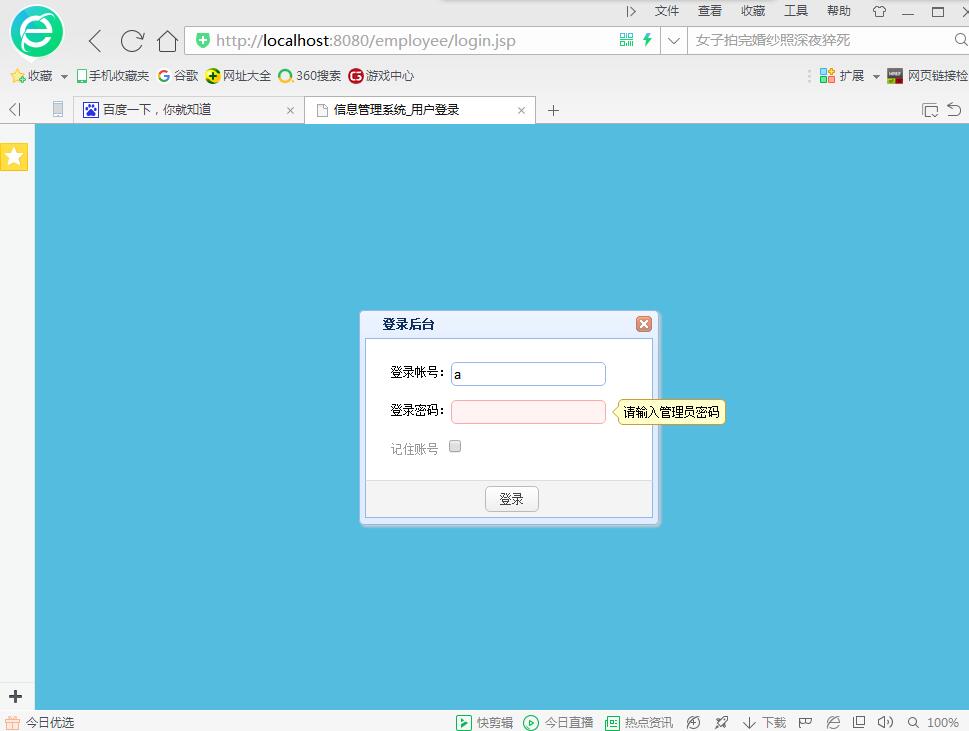 文件 查看 收藏 工具 帮助
http://localhost:8080/employee/login.jsp
女子拍完婚纱照深夜猝死
收藏 手机收藏夹 谷歌 网址大全 360搜索 游戏中心 扩展 网页链接检
百度一下，你就知道
信息管理系统_用户登录
登录后台
登录帐号：
a
登录密码：
请输入管理员密码
记住账号
登录
今日优选 快剪辑 今日直播 热点资讯 下载 100%